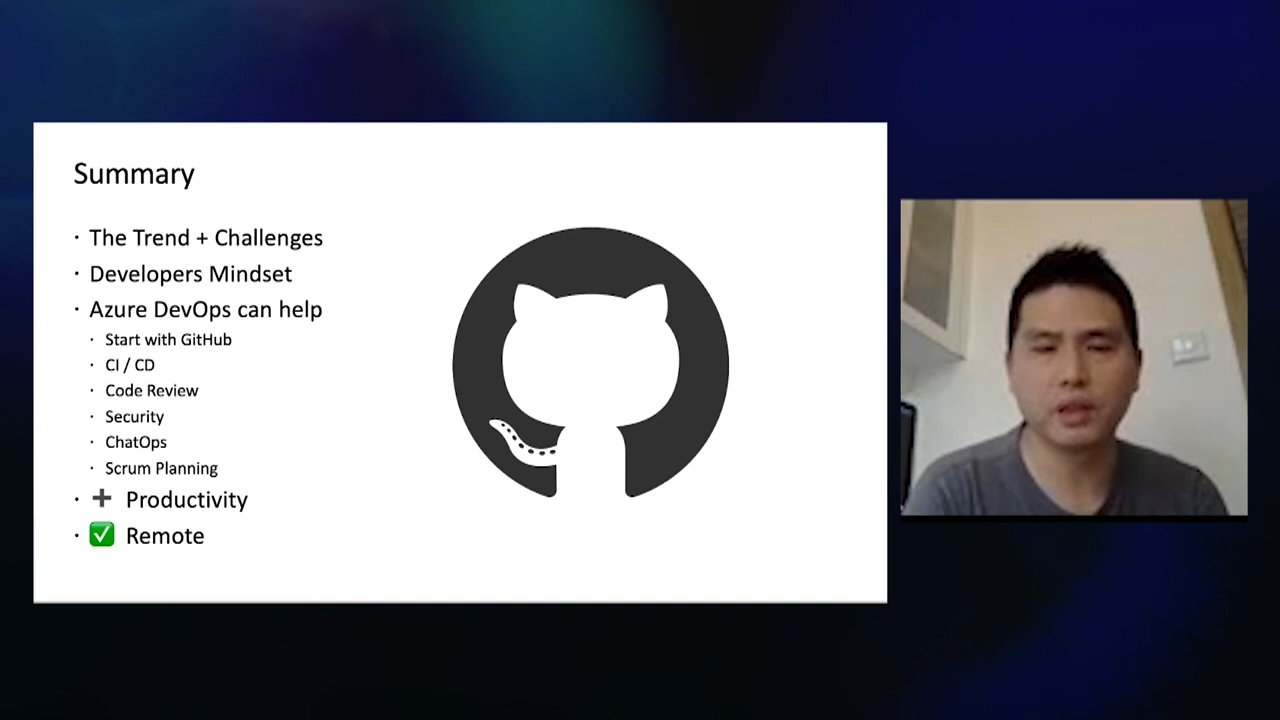 Summary
· The Trend + Challenges
· Developers Mindset
· Azure DevOps can help
· Start with GitHub
· CI / CD
· Code Review
· Security
· ChatOps
· Scrum Planning
· ➕ Productivity
· ✅ Remote